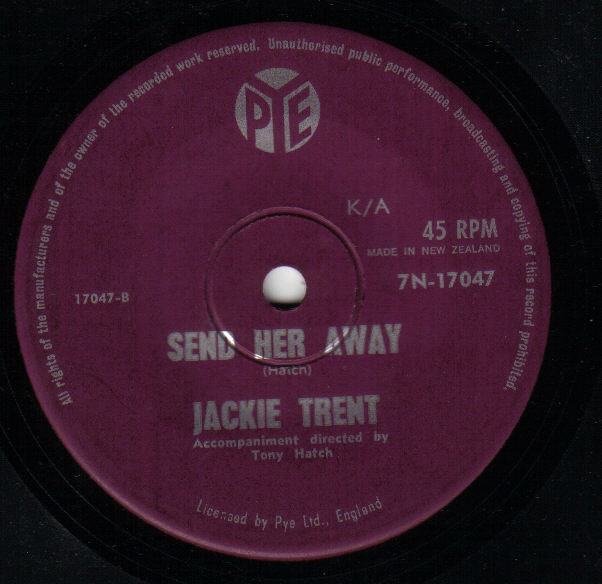 All rights of the manufacturers and of the owner of the recorded work reserved. Unauthorised public performance, broadcasting and copying of this record prohibited.
PYE
K/A
45 RPM
MADE IN NEW ZEALAND
7N-17047
17047-B
SEND HER AWAY
(Hatch)
JACKIE TRENT
Accompaniment directed by
Tony Hatch
Licensed by Pye Ltd., England